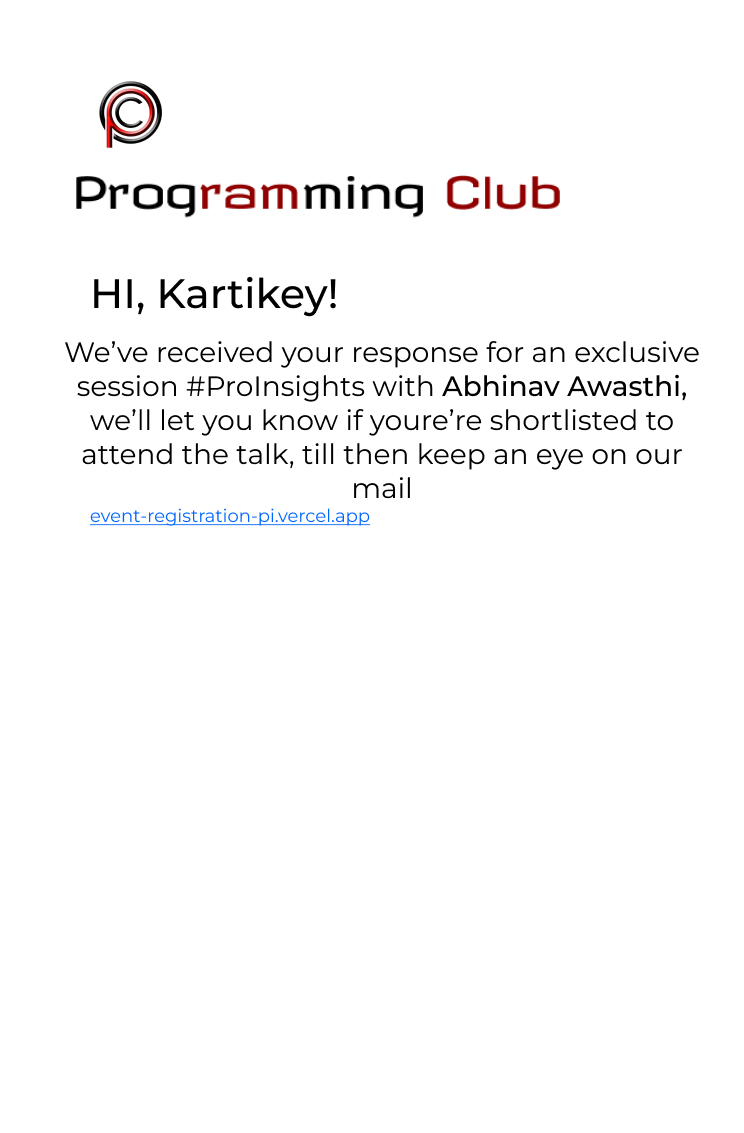 PC
Programming Club
HI, Kartikey!
We’ve received your response for an exclusive
session #ProInsights with Abhinav Awasthi,
we’ll let you know if youre’re shortlisted to
attend the talk, till then keep an eye on our
mail
event-registration-pi.vercel.app